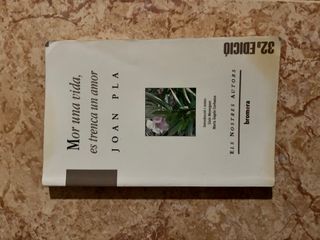 32a EDICIÓ
Mor una vida,
es trenca un amor
JOAN PLA
ELS NOSTRES AUTORS
bromera